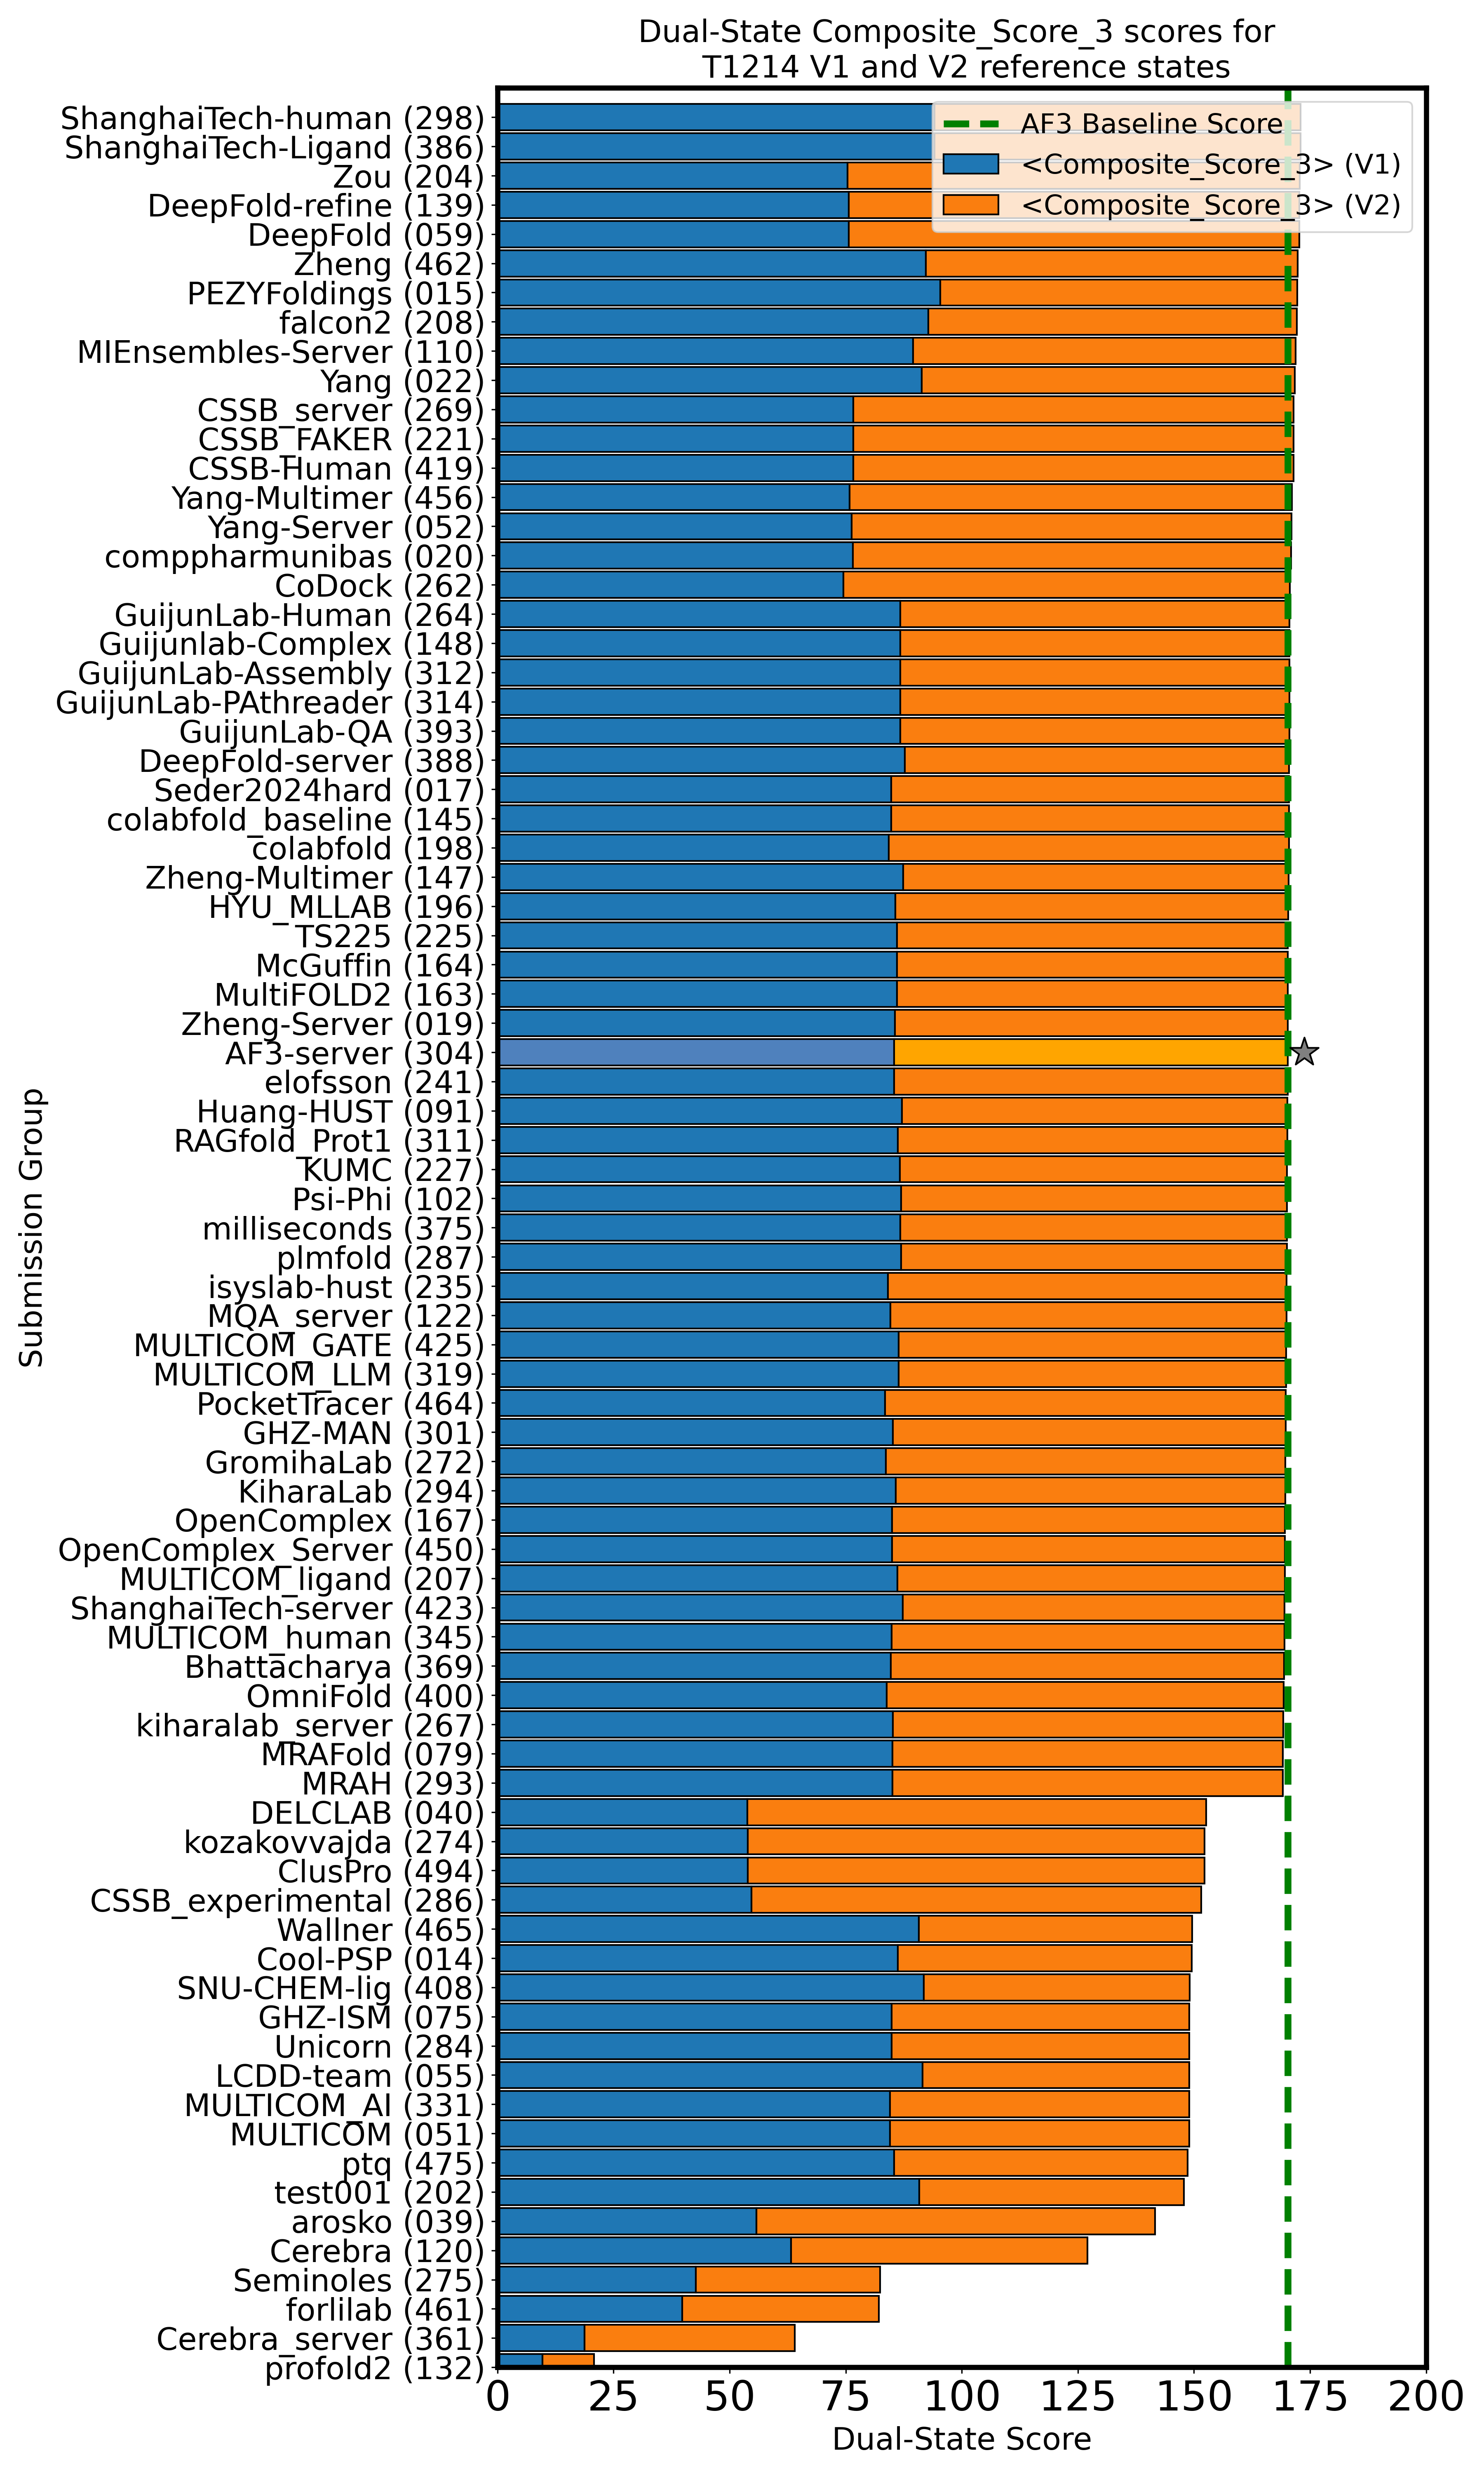 Dual-State Composite_Score_3 scores for
T1214 V1 and V2 reference states
AF3 Baseline Score
<Composite_Score_3> (V1)
<Composite_Score_3> (V2)
Submission Group
ShanghaiTech-human (298)
ShanghaiTech-Ligand (386)
Zou (204)
DeepFold-refine (139)
DeepFold (059)
Zheng (462)
PEZYFoldings (015)
falcon2 (208)
MIEnsembles-Server (110)
Yang (022)
CSSB_server (269)
CSSB_FAKER (221)
CSSB-Human (419)
Yang-Multimer (456)
Yang-Server (052)
comppharmunibas (020)
CoDock (262)
GuijunLab-Human (264)
Guijunlab-Complex (148)
GuijunLab-Assembly (312)
GuijunLab-PAthreader (314)
GuijunLab-QA (393)
DeepFold-server (388)
Seder2024hard (017)
colabfold_baseline (145)
colabfold (198)
Zheng-Multimer (147)
HYU_MLLAB (196)
TS225 (225)
McGuffin (164)
MultiFOLD2 (163)
Zheng-Server (019)
AF3-server (304)
elofsson (241)
Huang-HUST (091)
RAGfold_Prot1 (311)
KUMC (227)
Psi-Phi (102)
milliseconds (375)
plmfold (287)
isyslab-hust (235)
MQA_server (122)
MULTICOM_GATE (425)
MULTICOM_LLM (319)
PocketTracer (464)
GHZ-MAN (301)
GromihaLab (272)
KiharaLab (294)
OpenComplex (167)
OpenComplex_Server (450)
MULTICOM_ligand (207)
ShanghaiTech-server (423)
MULTICOM_human (345)
Bhattacharya (369)
OmniFold (400)
kiharalab_server (267)
MRAFold (079)
MRAH (293)
DELCLAB (040)
kozakovvajda (274)
ClusPro (494)
CSSB_experimental (286)
Wallner (465)
Cool-PSP (014)
SNU-CHEM-lig (408)
GHZ-ISM (075)
Unicorn (284)
LCDD-team (055)
MULTICOM_AI (331)
MULTICOM (051)
ptq (475)
test001 (202)
arosko (039)
Cerebra (120)
Seminoles (275)
forlilab (461)
Cerebra_server (361)
profold2 (132)
0 25 50 75 100 125 150 175 200
Dual-State Score